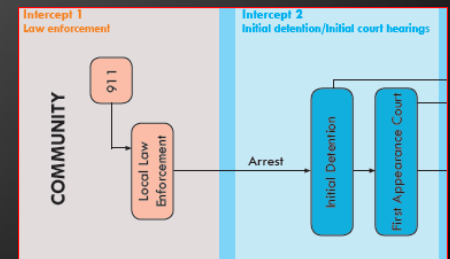 Intercept 1
Law enforcement
Intercept 2
Initial detention/Initial court hearings
COMMUNITY
911
Local Law
Enforcement
Arrest
Initial Detention
First Appearance Court